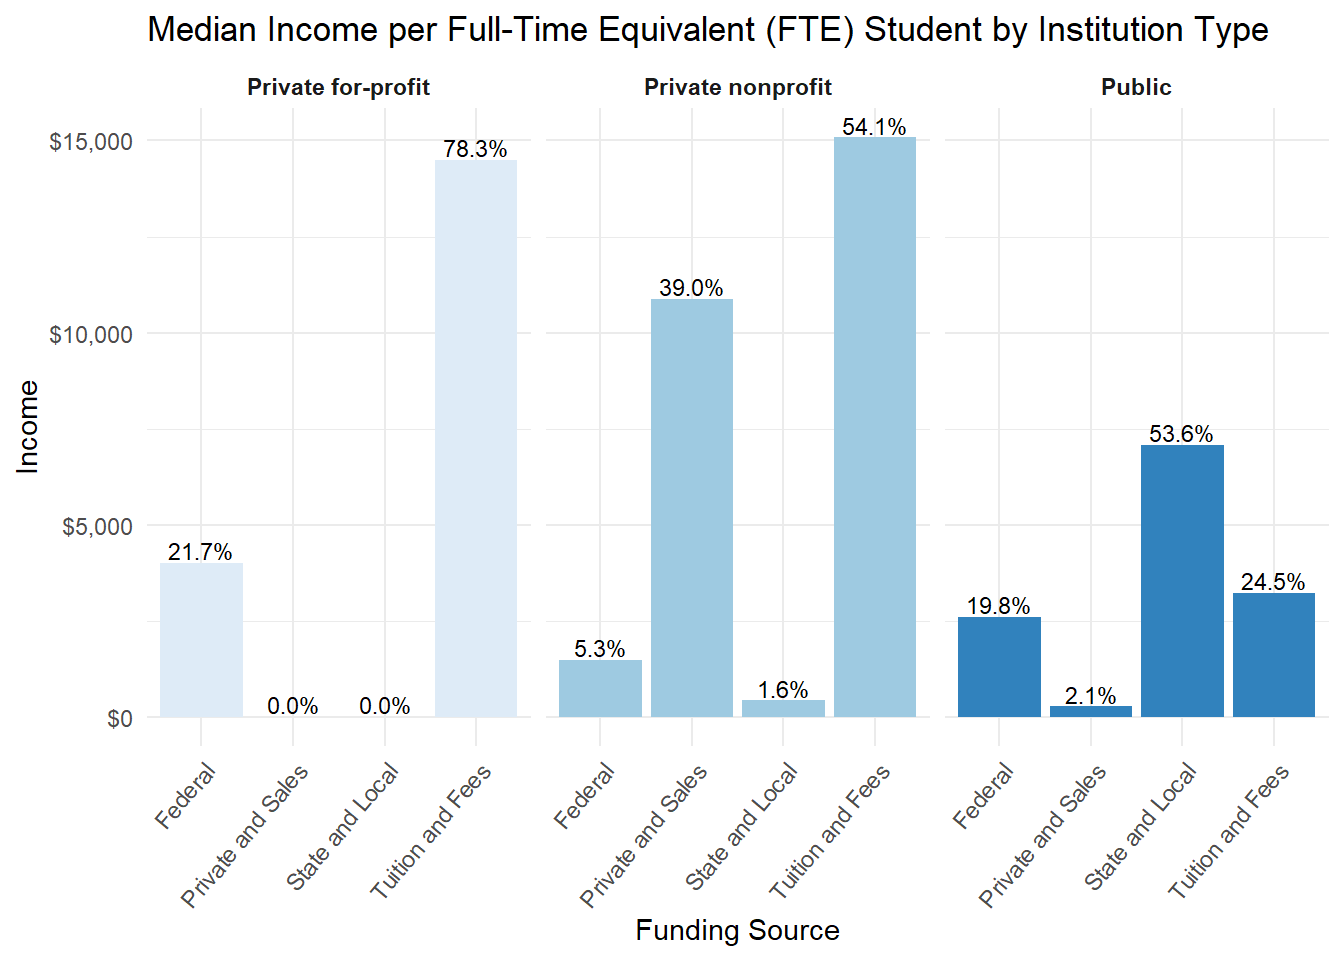 Median Income per Full-Time Equivalent (FTE) Student by Institution Type
Private for-profit
Private nonprofit
Public
Income
$15,000
$10,000
$5,000
$0
21.7%
0.0%
0.0%
78.3%
5.3%
39.0%
1.6%
54.1%
19.8%
2.1%
53.6%
24.5%
Federal
Private and Sales
State and Local
Tuition and Fees
Federal
Private and Sales
State and Local
Tuition and Fees
Federal
Private and Sales
State and Local
Tuition and Fees
Funding Source